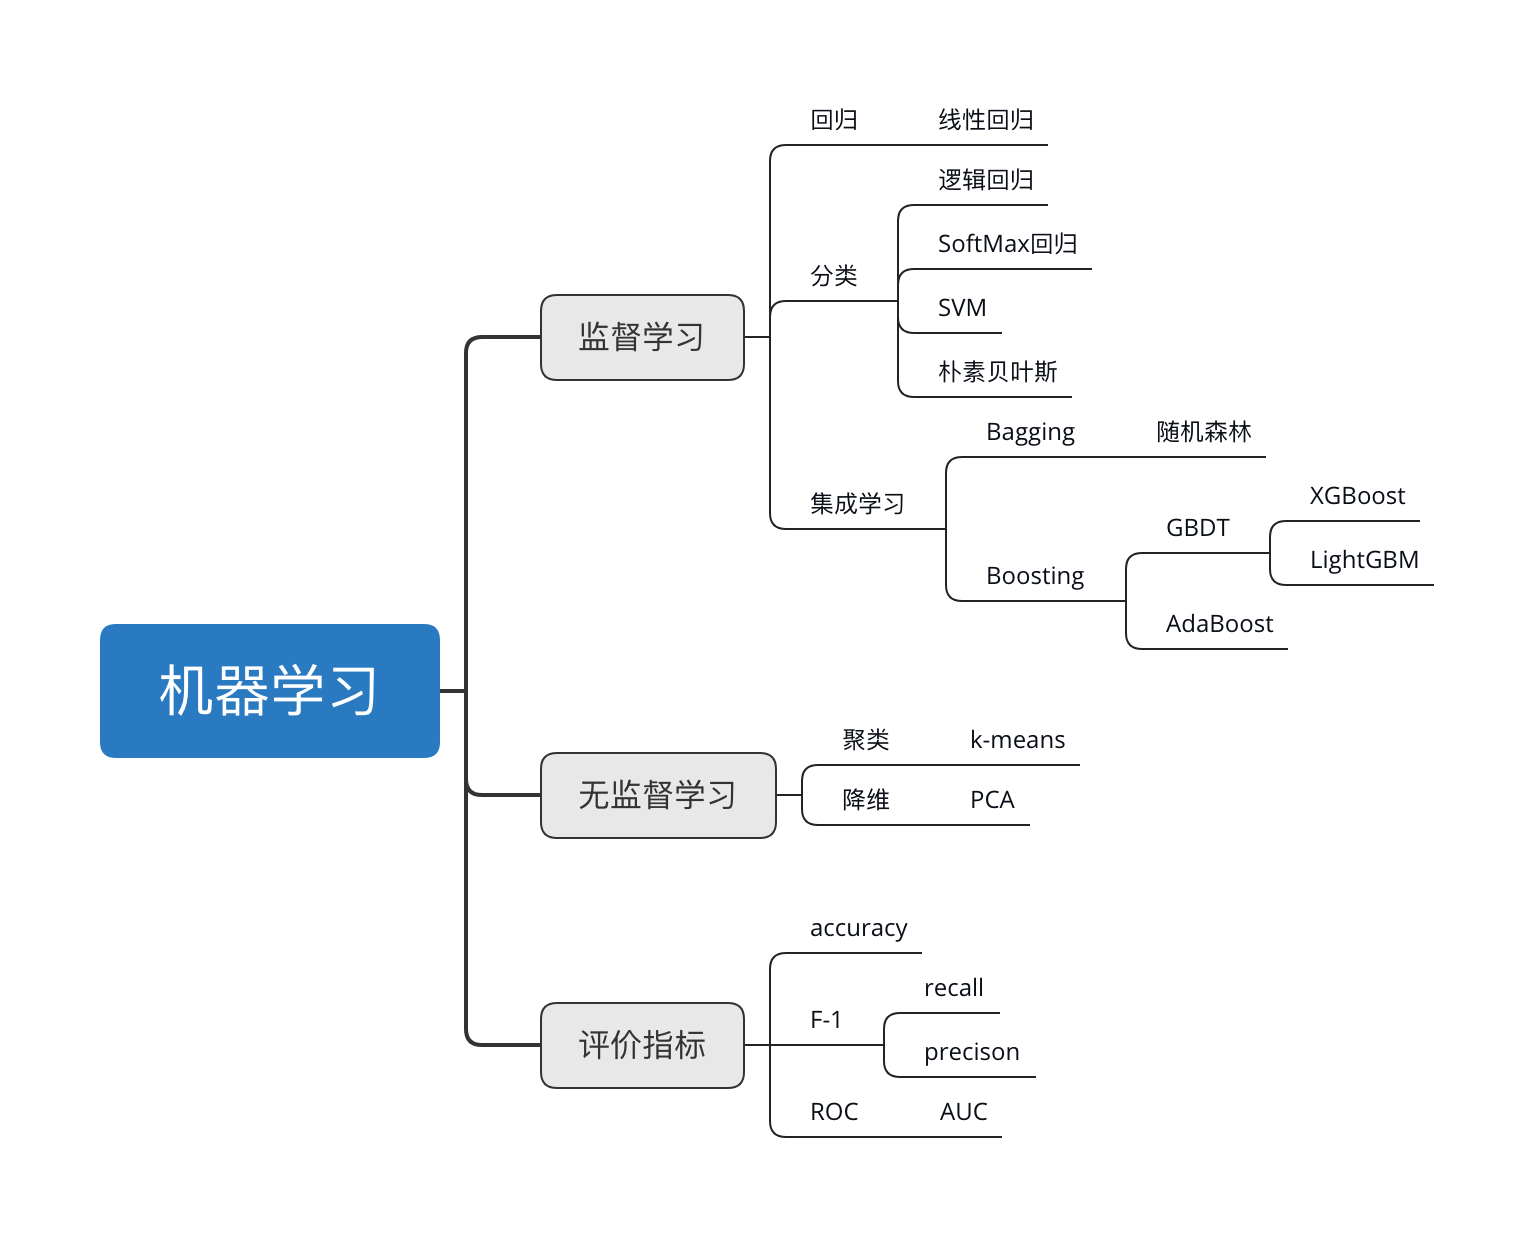 机器学习
监督学习
回归
线性回归
分类
逻辑回归
SoftMax回归
SVM
朴素贝叶斯
集成学习
Bagging
随机森林
Boosting
GBDT
XGBoost
LightGBM
AdaBoost
无监督学习
聚类
k-means
降维
PCA
评价指标
accuracy
F-1
recall
precison
ROC
AUC